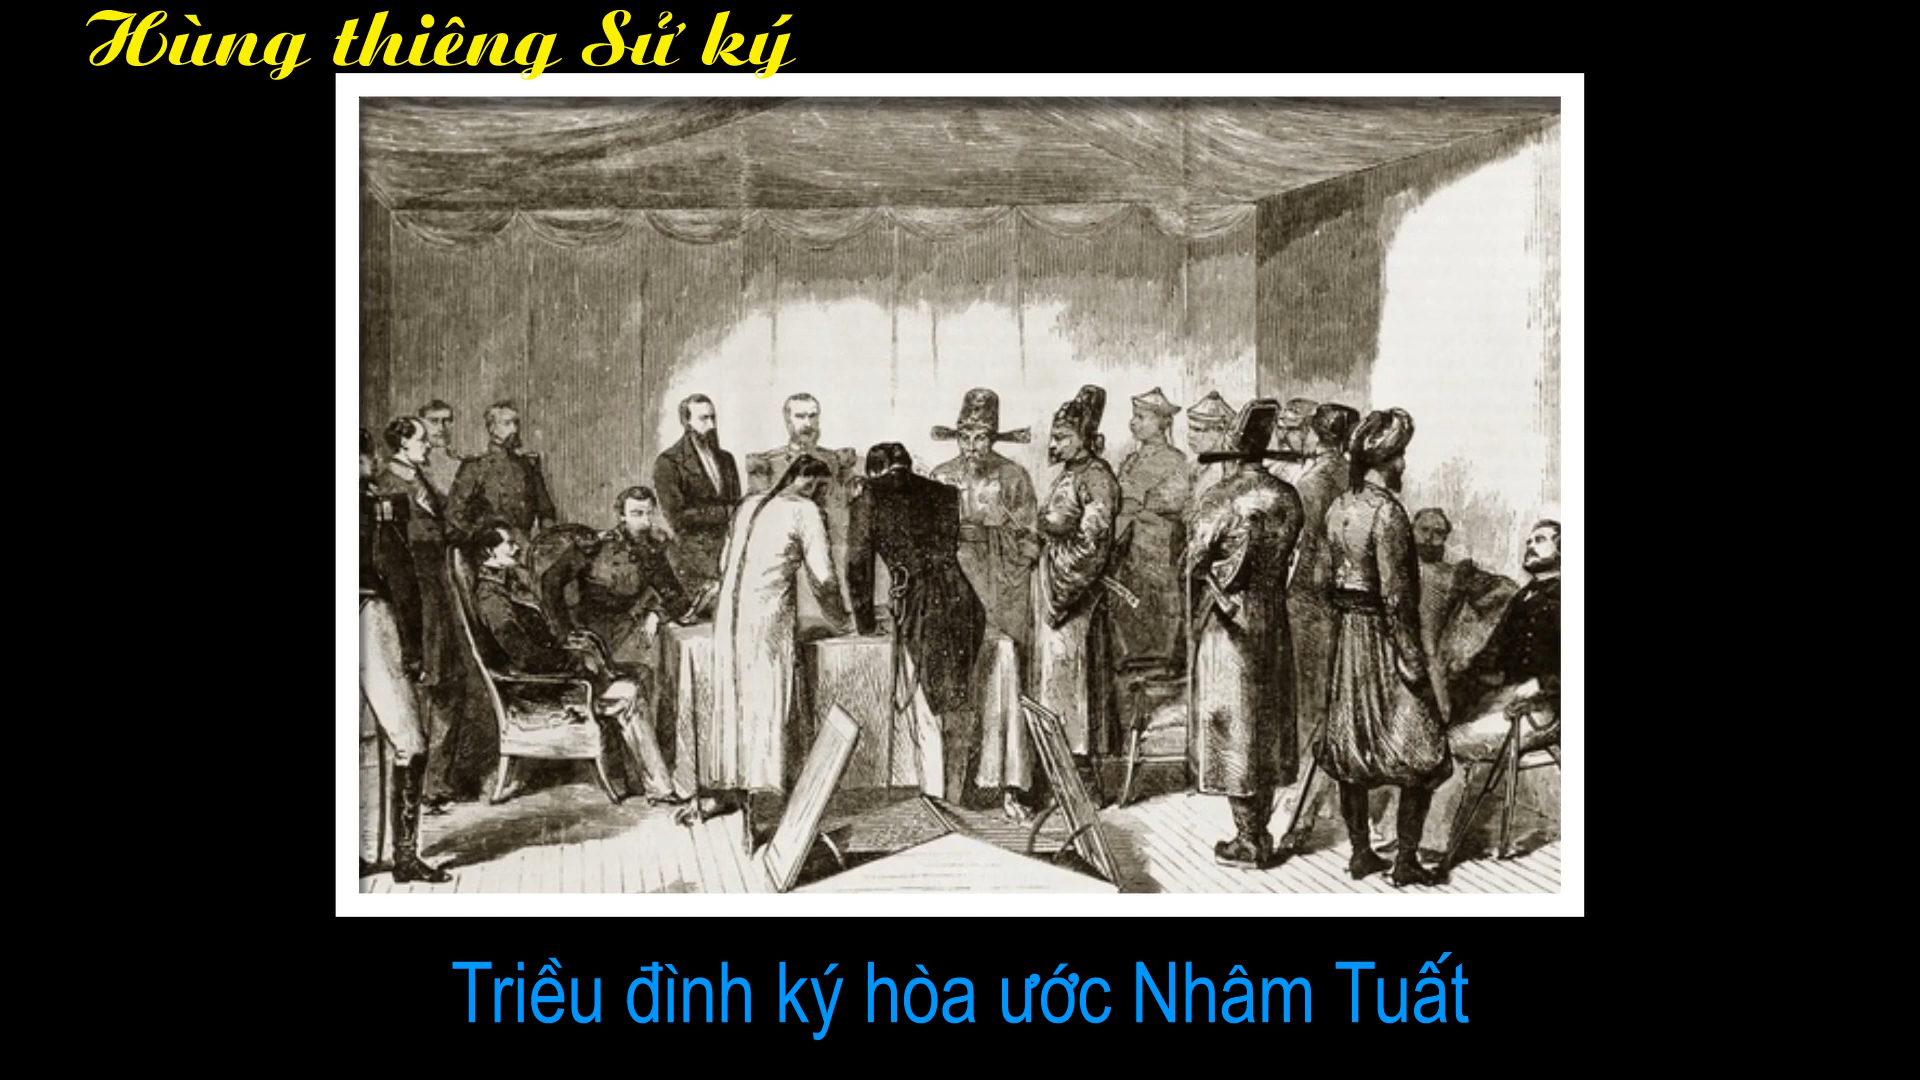 Hùng thiêng Sử ký
Triều đình ký hòa ước Nhâm Tuất